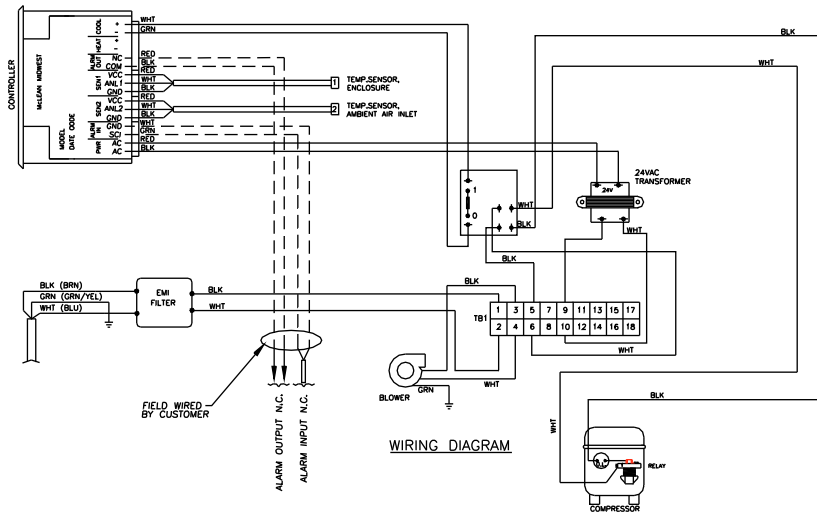 CONTROLLER
McLEAN MIDWEST
MODEL
DATE CODE
COOL + WHT
- GRN
HEAT +
-
ALRM OUT NC RED
COM BLK
SEN1 VCC RED
ANL1 WHT
GND BLK
SEN2 VCC RED
ANL2 WHT
GND BLK
ALRM IN GND WHT
SCI GRN
PWR AC RED
AC BLK
1 TEMP.SENSOR,
ENCLOSURE
2 TEMP.SENSOR,
AMBIENT AIR INLET
BLK
WHT
1
0
WHT
BLK
24VAC
TRANSFORMER
24V
WHT
BLK
BLK (BRN)
GRN (GRN/YEL)
WHT (BLU)
EMI
FILTER
BLK
WHT
BLK
TB1
1 3 5 7 9 11 13 15 17
2 4 6 8 10 12 14 16 18
WHT
BLOWER
GRN
WHT
FIELD WIRED
BY CUSTOMER
ALARM OUTPUT N.C.
ALARM INPUT N.C.
WIRING DIAGRAM
BLK
WHT
RELAY
COMPRESSOR